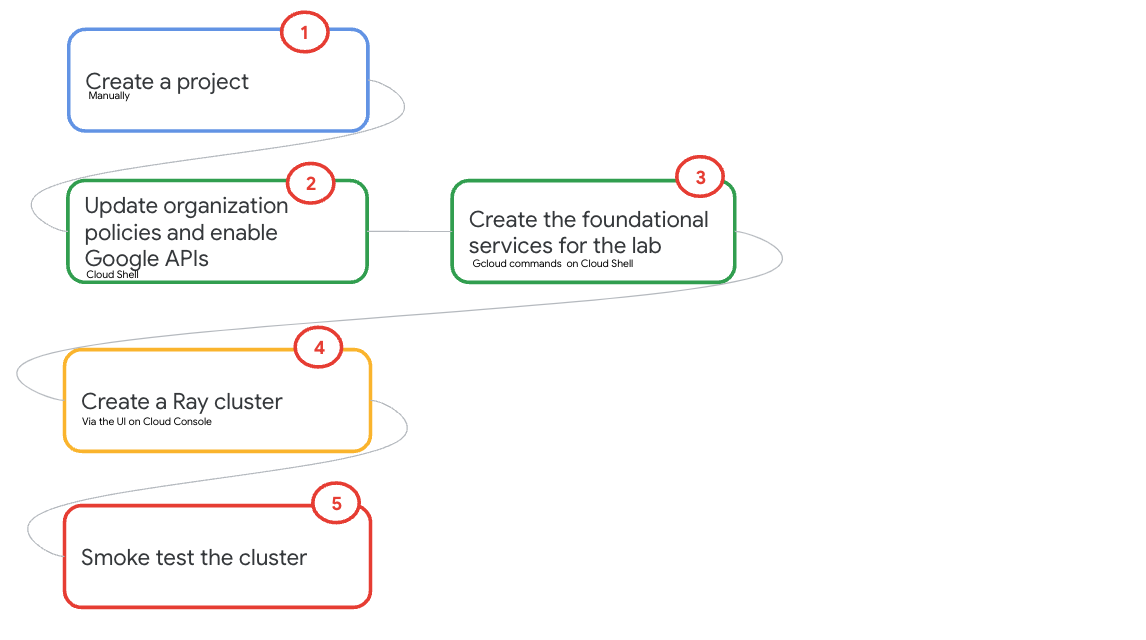 1
Create a project
Manually
2
Update organization
policies and enable
Google APIs
Cloud Shell
3
Create the foundational
services for the lab
Gcloud commands on Cloud Shell
4
Create a Ray cluster
Via the UI on Cloud Console
5
Smoke test the cluster